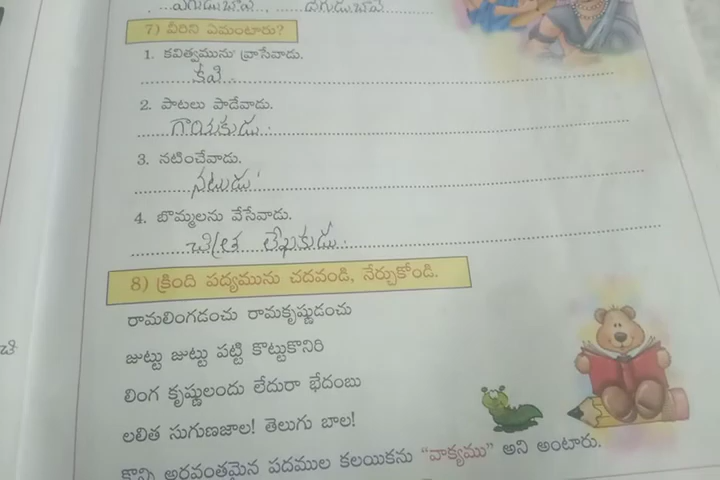 7) వీరిని ఏమంటారు?
1. కవిత్వమును వ్రాసేవాడు.
కవి.
2. పాటలు పాడేవాడు.
గాయకుడు.
3. నటించేవాడు.
నటుడు
4. బొమ్మలను వేసేవాడు.
చిత్ర లేఖకుడు.
8) క్రింది పద్యమును చదవండి, నేర్చుకోండి.
రామలింగడంచు రామకృష్ణుడంచు
జుట్టు జుట్టు పట్టి కొట్టుకొనిరి
లింగ కృష్ణులందు లేదురా భేదంబు
లలిత సుగుణజాల! తెలుగు బాల!
కొన్ని అర్థవంతమైన పదముల కలయికను "వాక్యము" అని అంటారు.